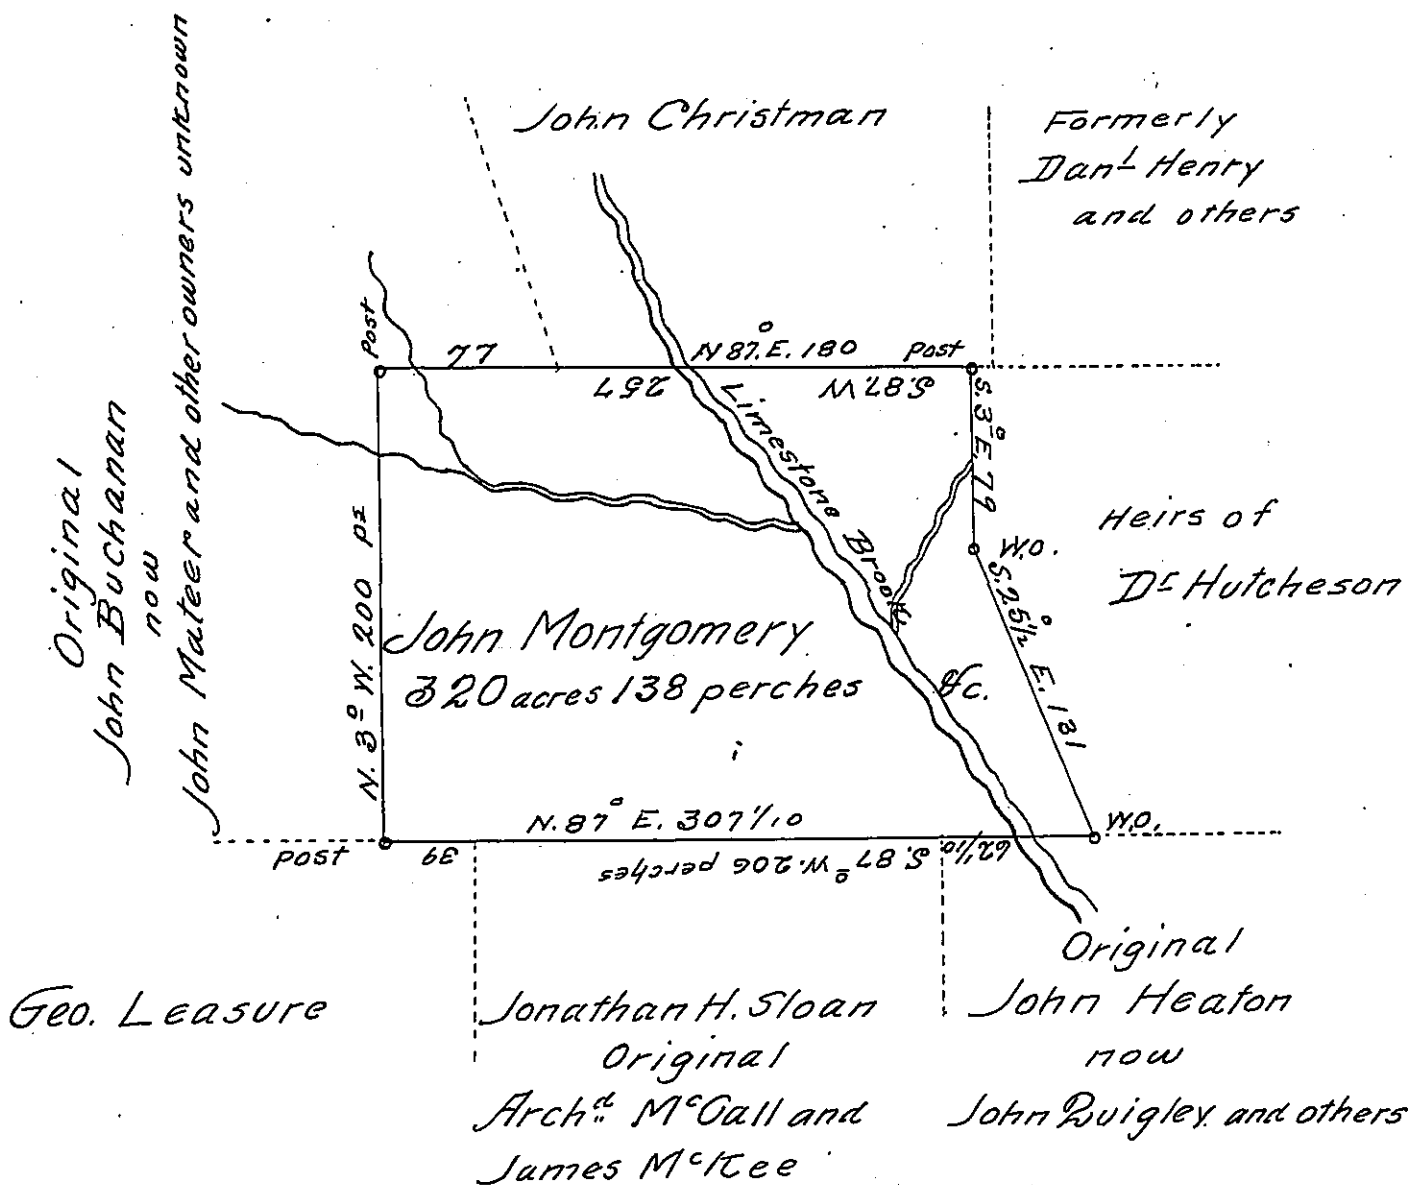 John Christman
Formerly
Danl Henry
and others
Original
John Buchanan
now
John Mateer and other owners unknown
Post
77
N 87.° E. 180
Post
257
S. 87. W
S. 3° E. 79
Limestone Brook
W.O.
Heirs of
Dr Hutcheson
S. 25 1/2° E. 131
N. 3° W. 200 ps
John Montgomery
320 acres 138 perches &c.
N. 87° E. 307 1/10
W.O.
post
39
S. 87° W. 206 perches
62 1/10
Geo. Leasure
Jonathan H. Sloan
Original
Archd McCall and
James McKee
Original
John Heaton
now
John Quigley and others